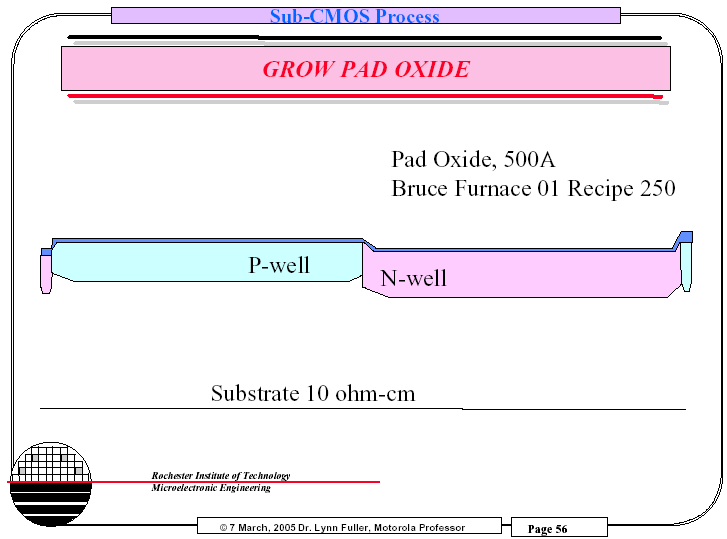 Sub-CMOS Process
GROW PAD OXIDE
Pad Oxide, 500A
Bruce Furnace 01 Recipe 250
P-well
N-well
Substrate 10 ohm-cm
Rochester Institute of Technology
Microelectronic Engineering
© 7 March, 2005 Dr. Lynn Fuller, Motorola Professor
Page 56